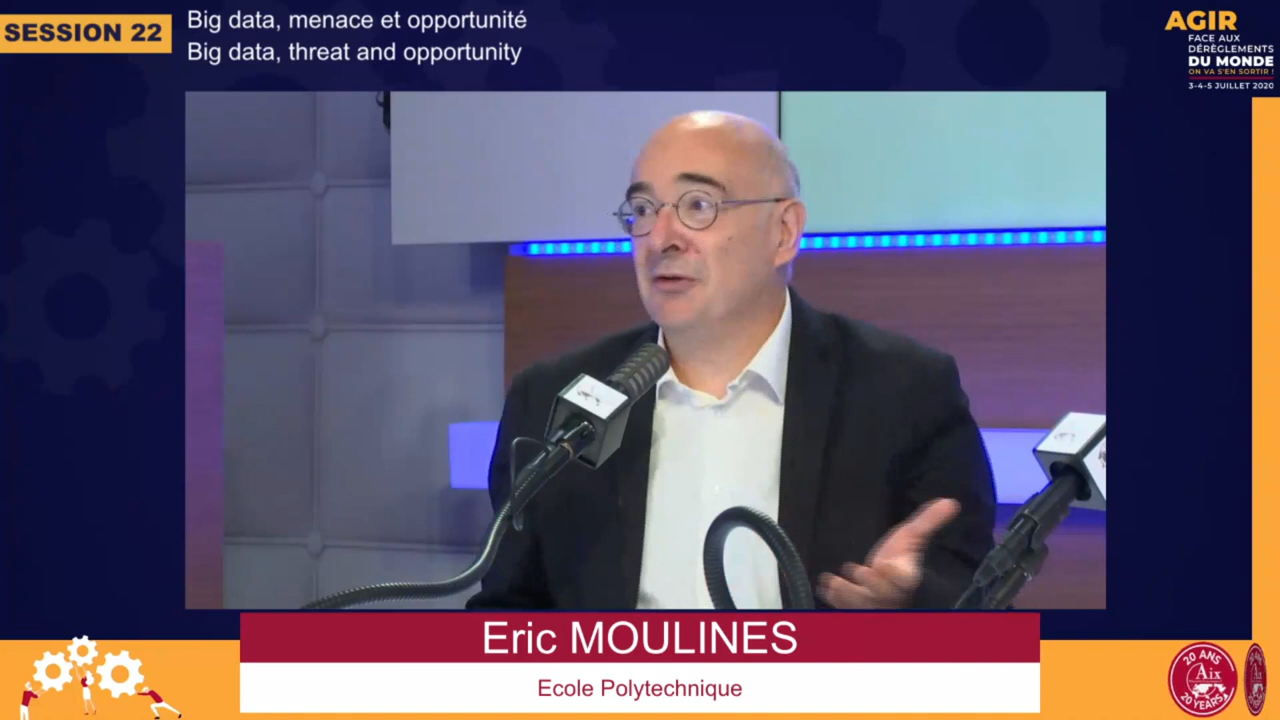 SESSION 22
Big data, menace et opportunité
Big data, threat and opportunity
AGIR
FACE AUX
DÉRÈGLEMENTS
DU MONDE
ON VA S'EN SORTIR !
3-4-5 JUILLET 2020
Eric MOULINES
Ecole Polytechnique
20 ANS
Aix
20 YEARS